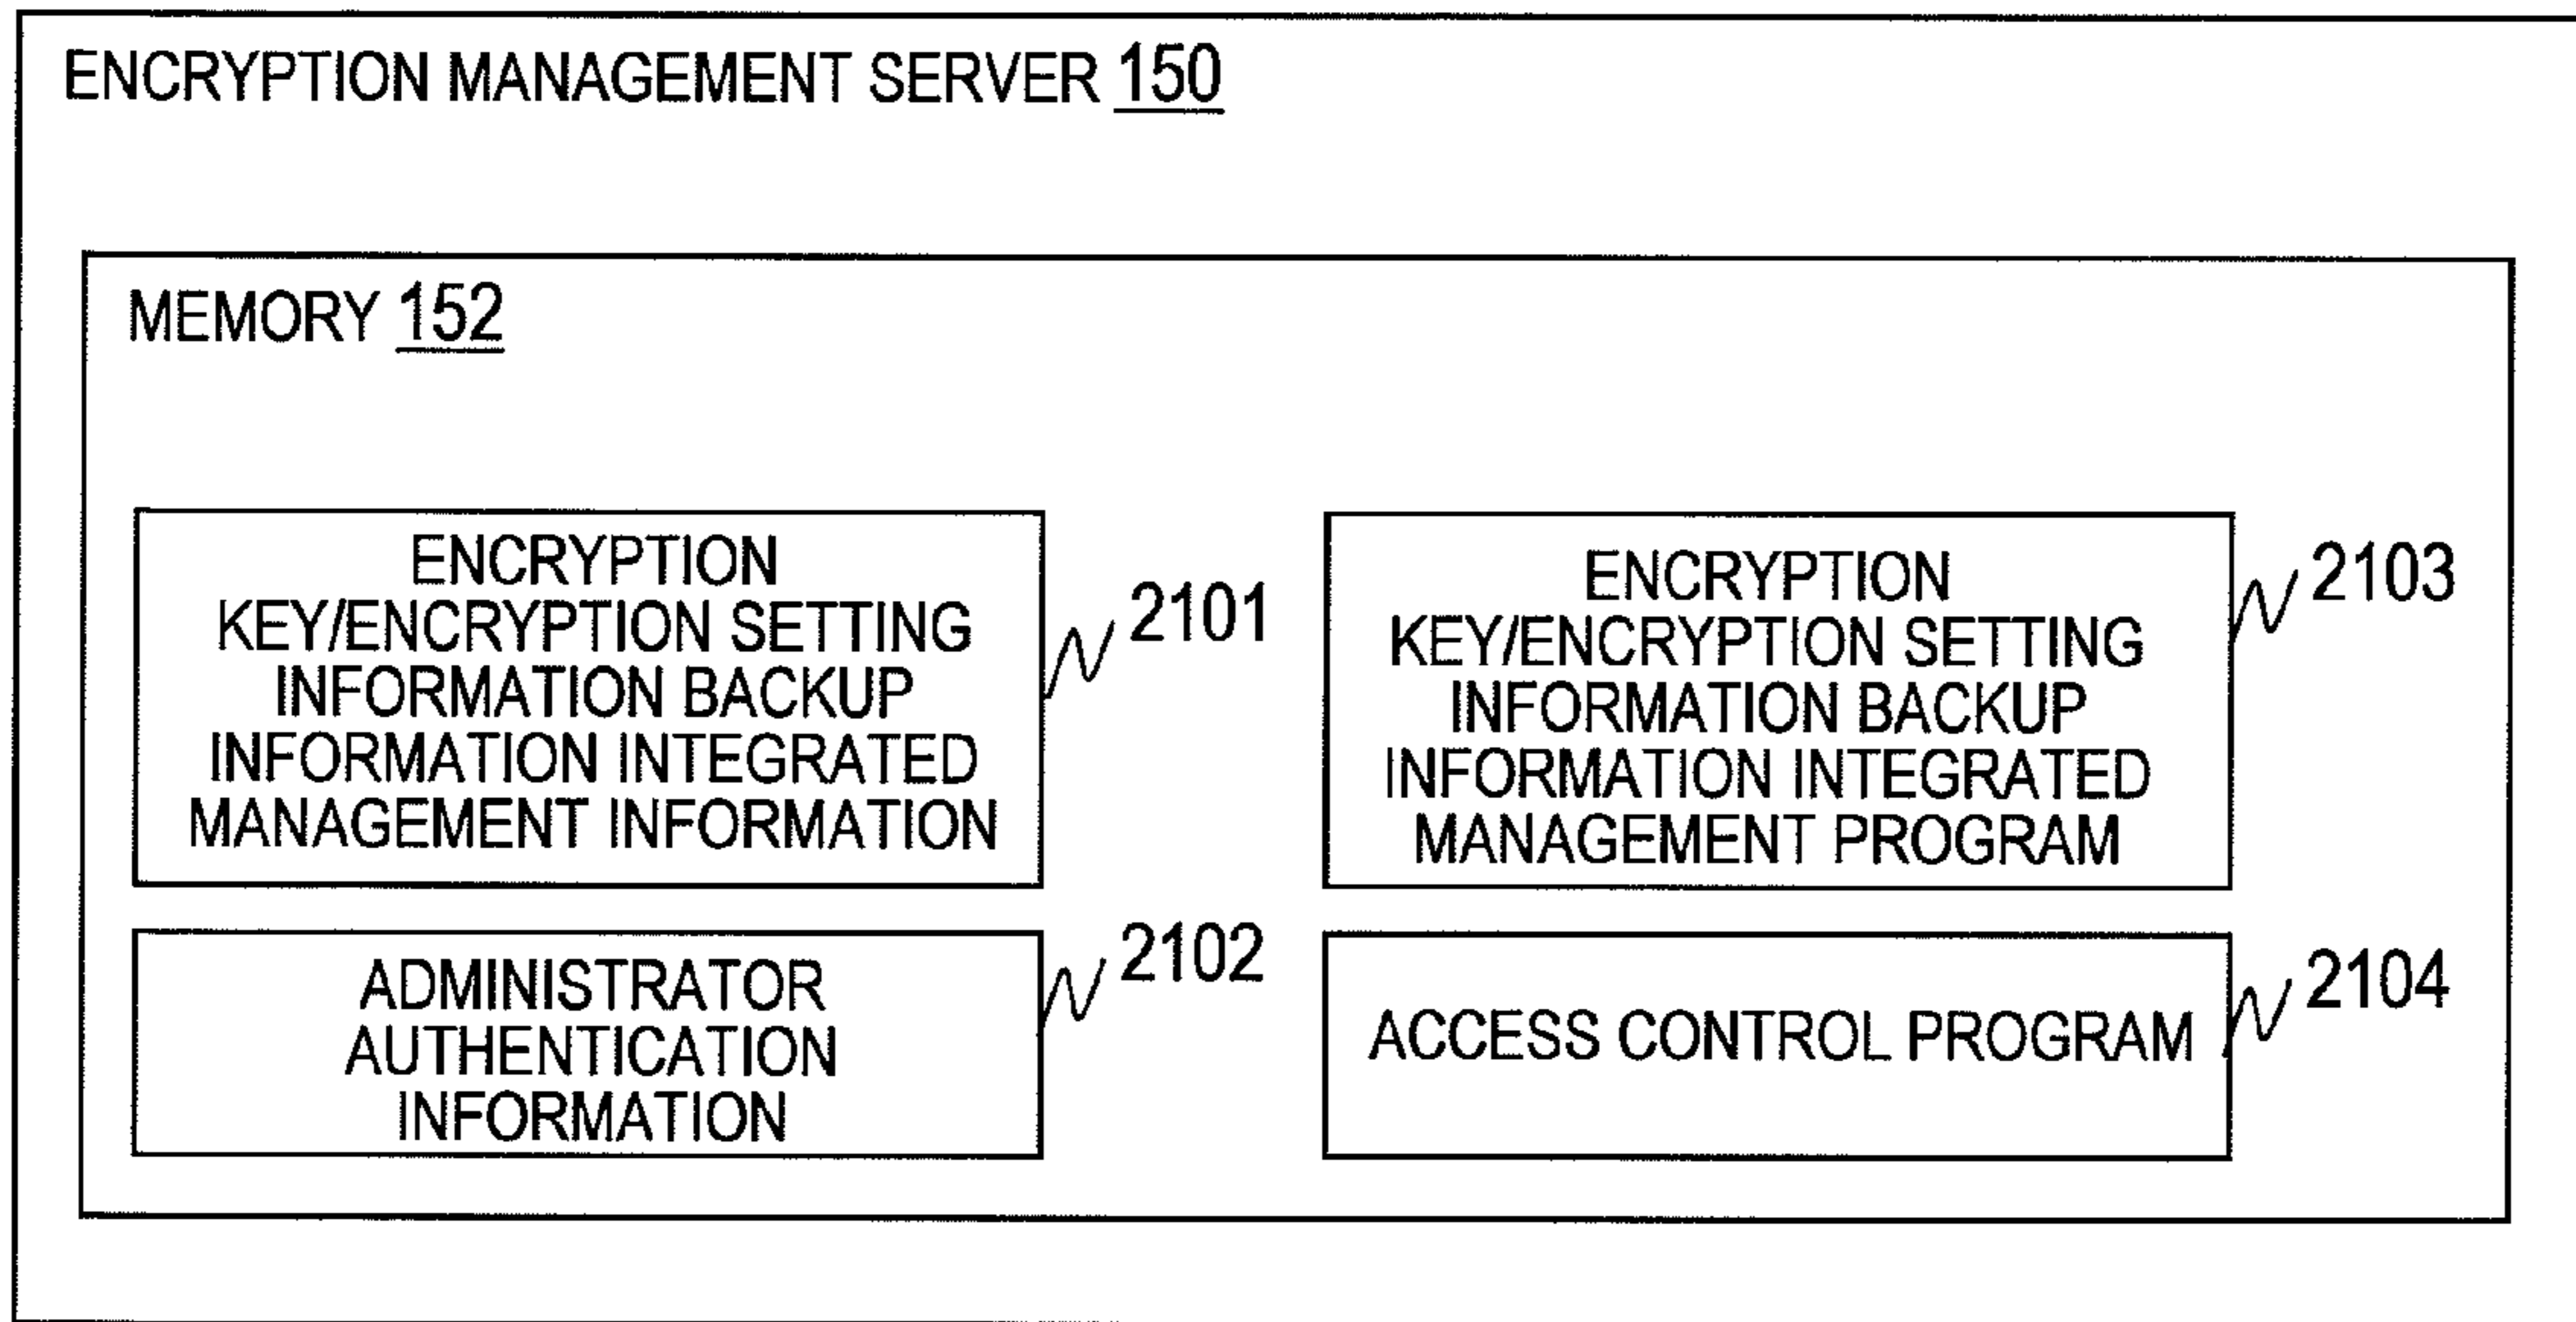 ENCRYPTION MANAGEMENT SERVER 150
MEMORY 152
ENCRYPTION
KEY/ENCRYPTION SETTING
INFORMATION BACKUP
INFORMATION INTEGRATED
MANAGEMENT INFORMATION
2101
ENCRYPTION
KEY/ENCRYPTION SETTING
INFORMATION BACKUP
INFORMATION INTEGRATED
MANAGEMENT PROGRAM
2103
ADMINISTRATOR
AUTHENTICATION
INFORMATION
2102
ACCESS CONTROL PROGRAM
2104